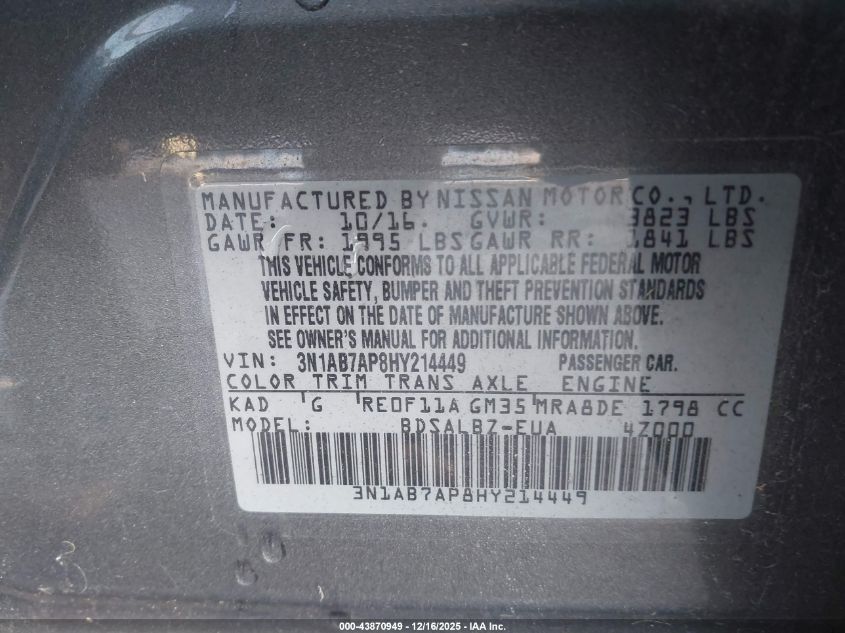 MANUFACTURED BY NISSAN MOTOR CO., LTD.
DATE: 10/16. GVWR: 3823 LBS
GAWR FR: 1995 LBS GAWR RR: 1841 LBS
THIS VEHICLE CONFORMS TO ALL APPLICABLE FEDERAL MOTOR
VEHICLE SAFETY, BUMPER AND THEFT PREVENTION STANDARDS
IN EFFECT ON THE DATE OF MANUFACTURE SHOWN ABOVE.
SEE OWNER'S MANUAL FOR ADDITIONAL INFORMATION.
VIN: 3N1AB7AP8HY214449 PASSENGER CAR.
COLOR TRIM TRANS AXLE ENGINE
KAD G RE0F11A GM35 MRA8DE 1798 CC
MODEL: BDSALBZ-EUA 4Z000
3N1AB7AP8HY214449
000-43870949 - 12/16/2025 - IAA Inc.